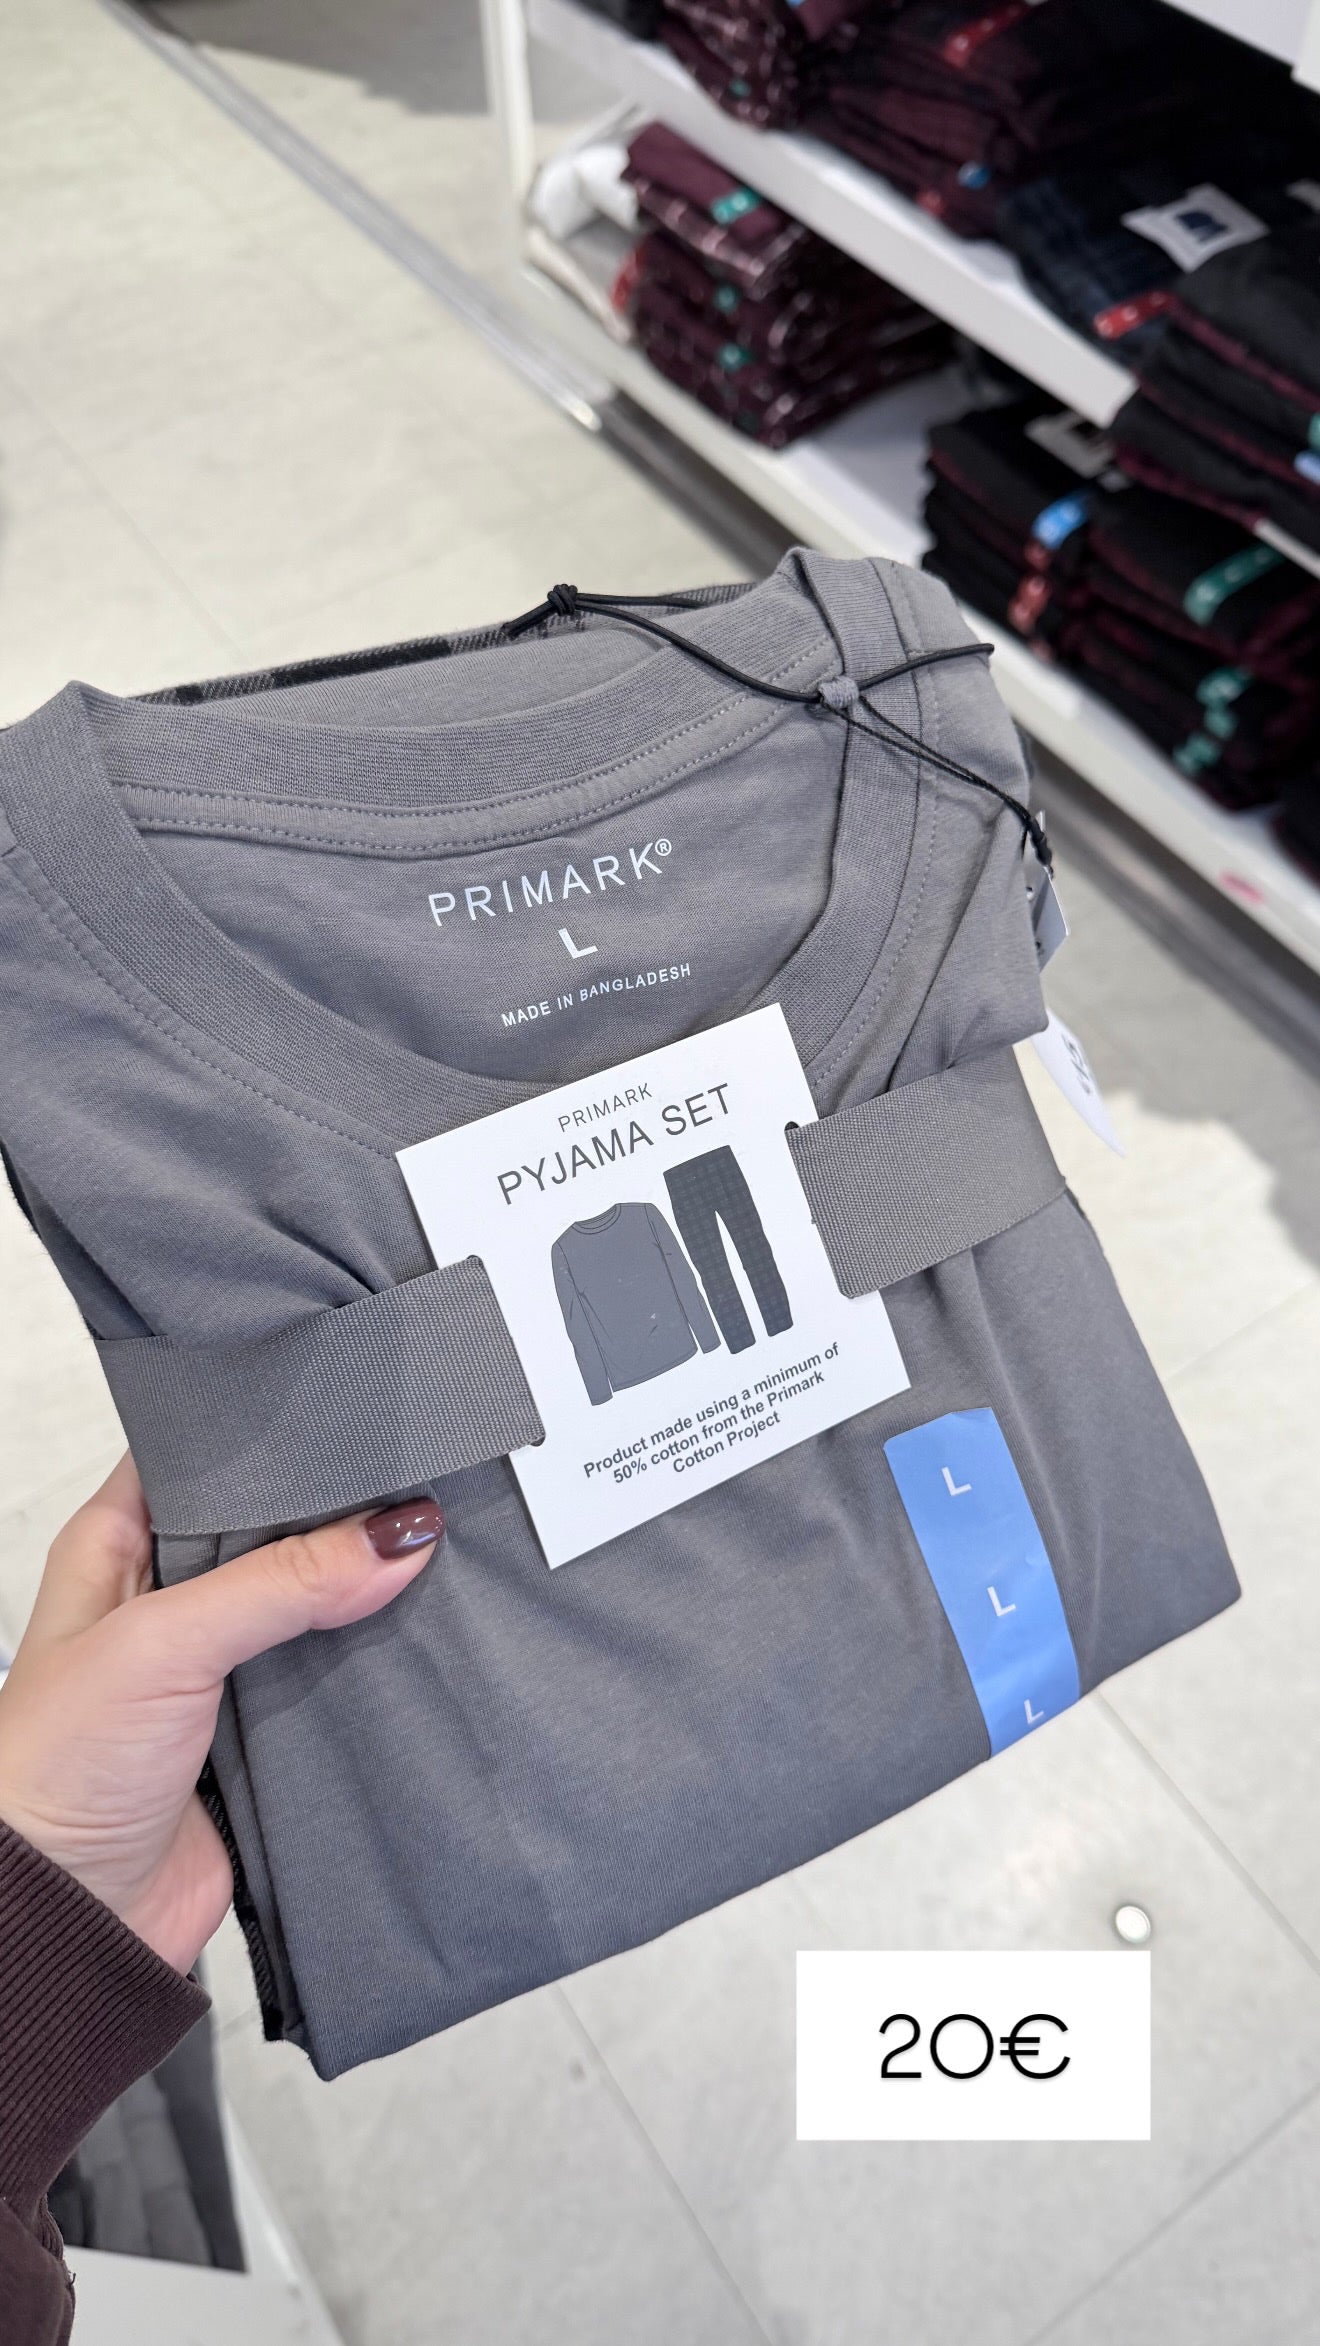 PRIMARK®
L
MADE IN BANGLADESH
PRIMARK
PYJAMA SET
Product made using a minimum of
50% cotton from the Primark
Cotton Project
L
L
L
20€